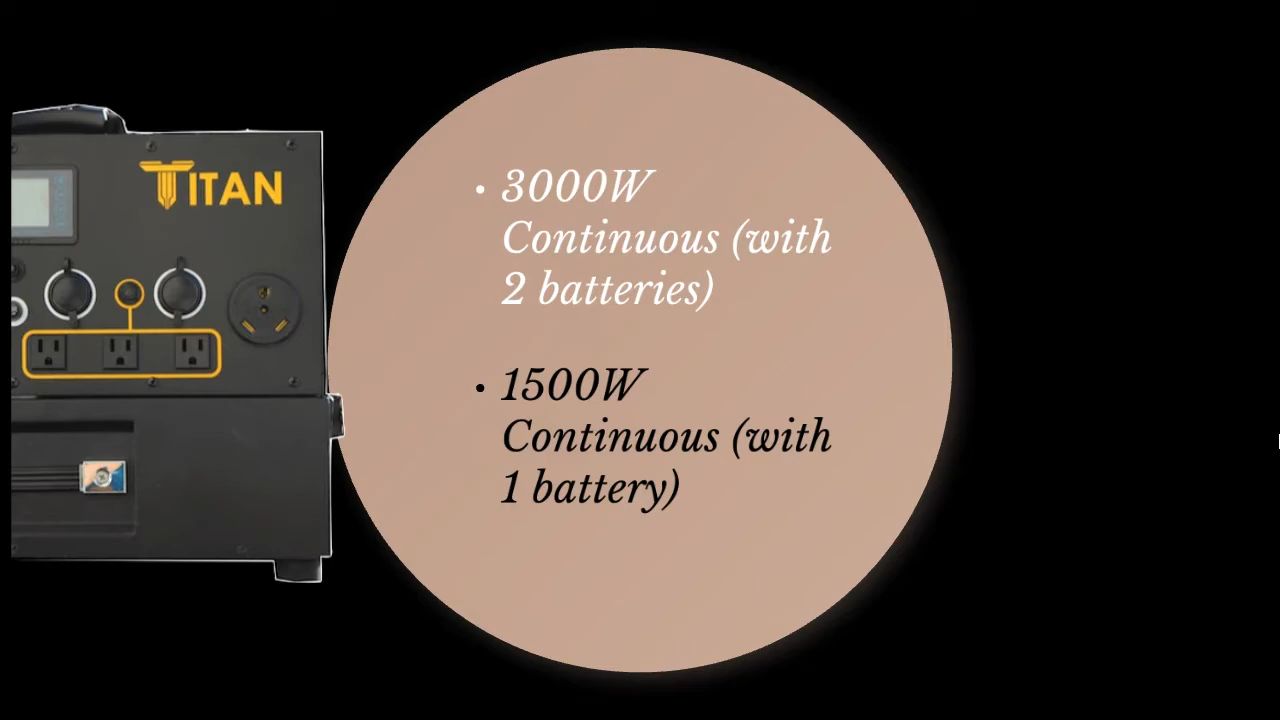 TITAN
• 3000W
Continuous (with
2 batteries)
• 1500W
Continuous (with
1 battery)